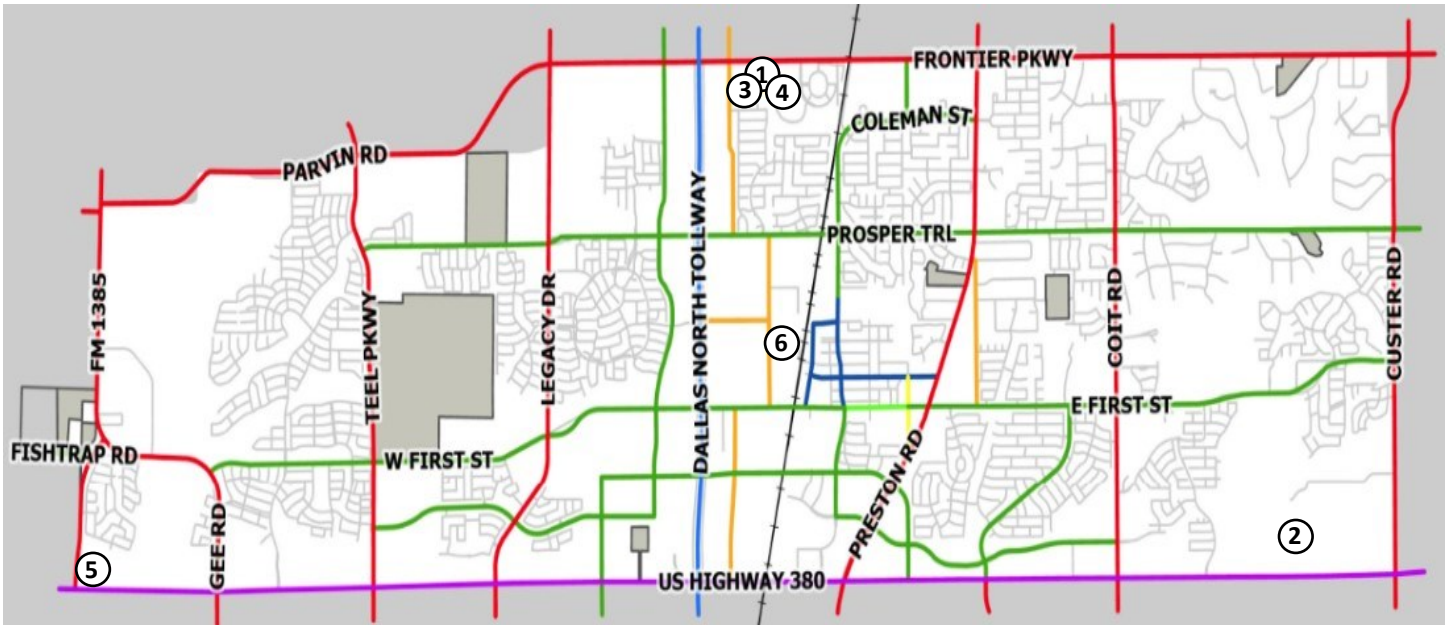 FRONTIER PKWY
1
3
4
COLEMAN ST
PARVIN RD
PROSPER TRL
DALLAS NORTH TOLLWAY
FM 1385
TEEL PKWY
LEGACY DR
COIT RD
CUSTER RD
6
E FIRST ST
FISHTRAP RD
W FIRST ST
PRESTON RD
GEE RD
2
5
US HIGHWAY 380